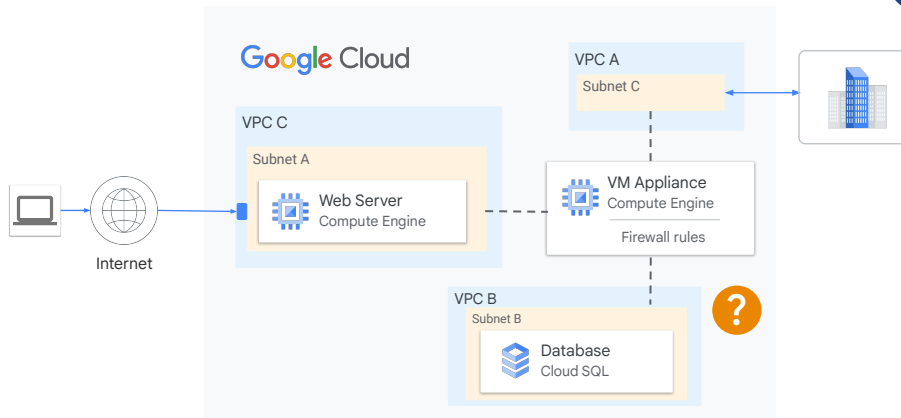 Google Cloud
VPC A
Subnet C
VPC C
Subnet A
Web Server
Compute Engine
VM Appliance
Compute Engine
Firewall rules
Internet
VPC B
Subnet B
?
Database
Cloud SQL